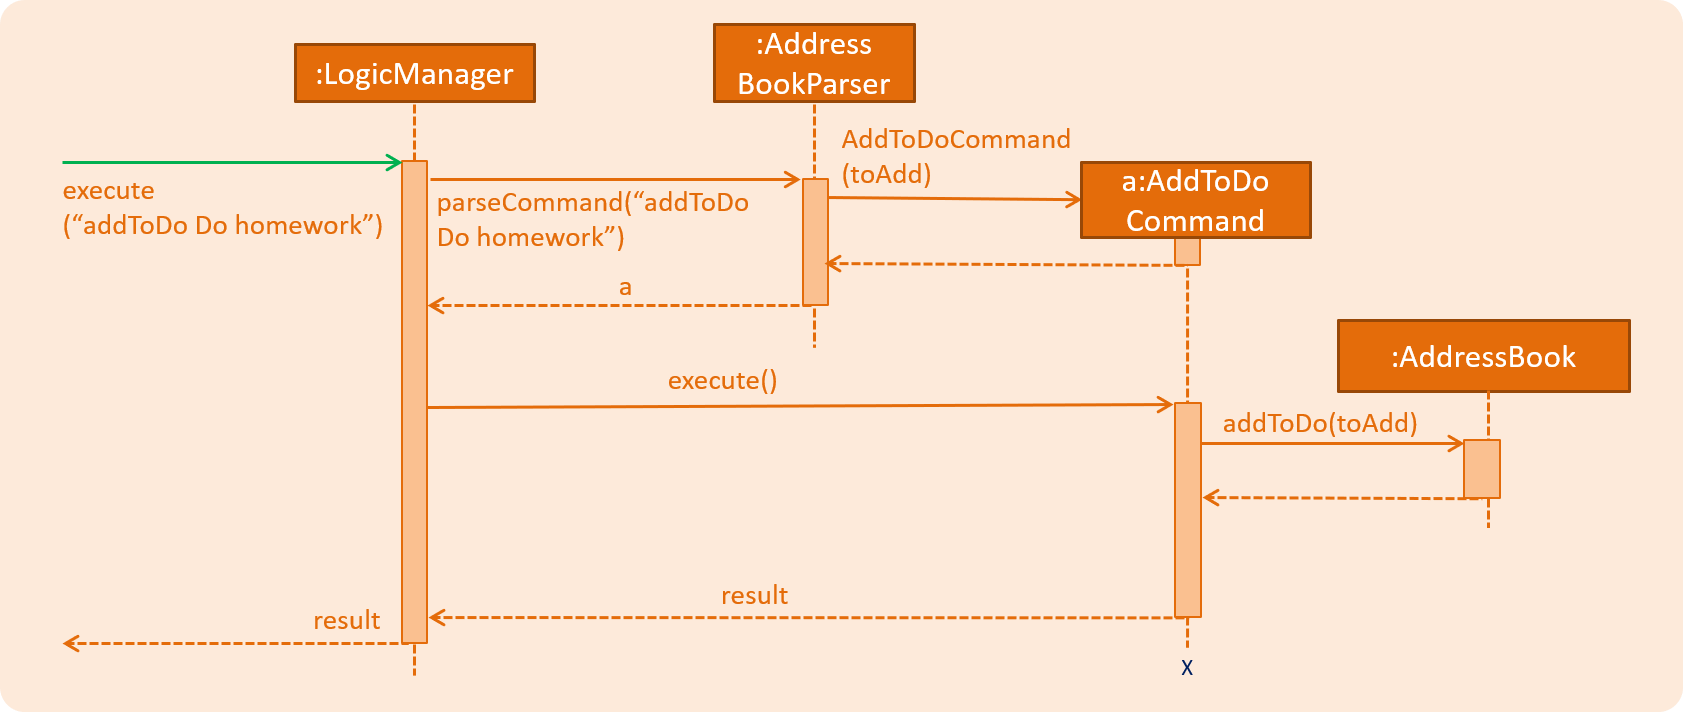 :LogicManager
:Address
BookParser
AddToDoCommand
(toAdd)
a:AddToDo
Command
execute
(“addToDo Do homework”)
parseCommand(“addToDo
Do homework”)
a
:AddressBook
execute()
addToDo(toAdd)
result
result
X